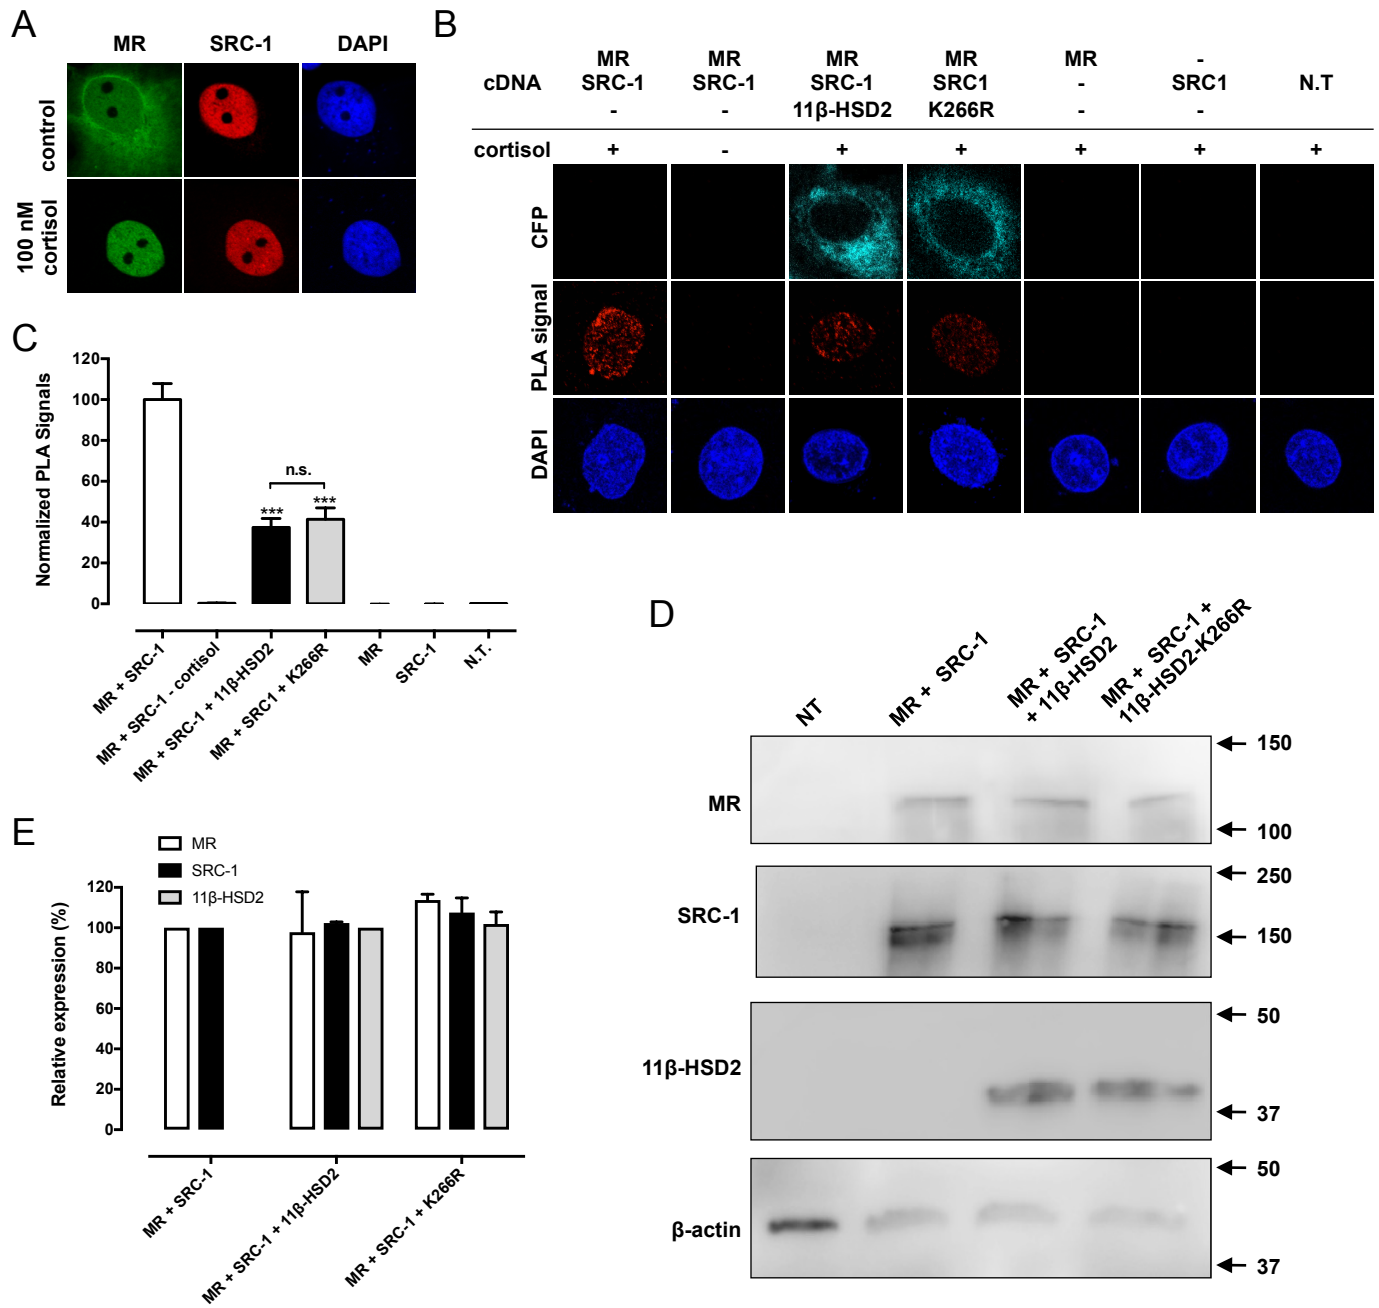 A
MR SRC-1 DAPI
control
100 nM
cortisol
B
MR MR MR MR MR -
cDNA SRC-1 SRC-1 SRC-1 SRC1 - SRC1 N.T
- - 11β-HSD2 K266R - -
cortisol + - + + + + +
CFP
PLA signal
DAPI
C
Normalized PLA Signals
120
100
80
60
40
20
0
n.s.
*** ***
MR + SRC-1
MR + SRC-1 - cortisol
MR + SRC-1 + 11β-HSD2
MR + SRC1 + K266R
MR
SRC-1
N.T.
D
NT
MR + SRC-1
MR + SRC-1
+ 11β-HSD2
MR + SRC-1 +
11β-HSD2-K266R
MR
150
100
SRC-1
250
150
11β-HSD2
50
37
β-actin
50
37
E
MR
SRC-1
11β-HSD2
Relative expression (%)
120
100
80
60
40
20
0
MR + SRC-1
MR + SRC-1 + 11β-HSD2
MR + SRC-1 + K266R